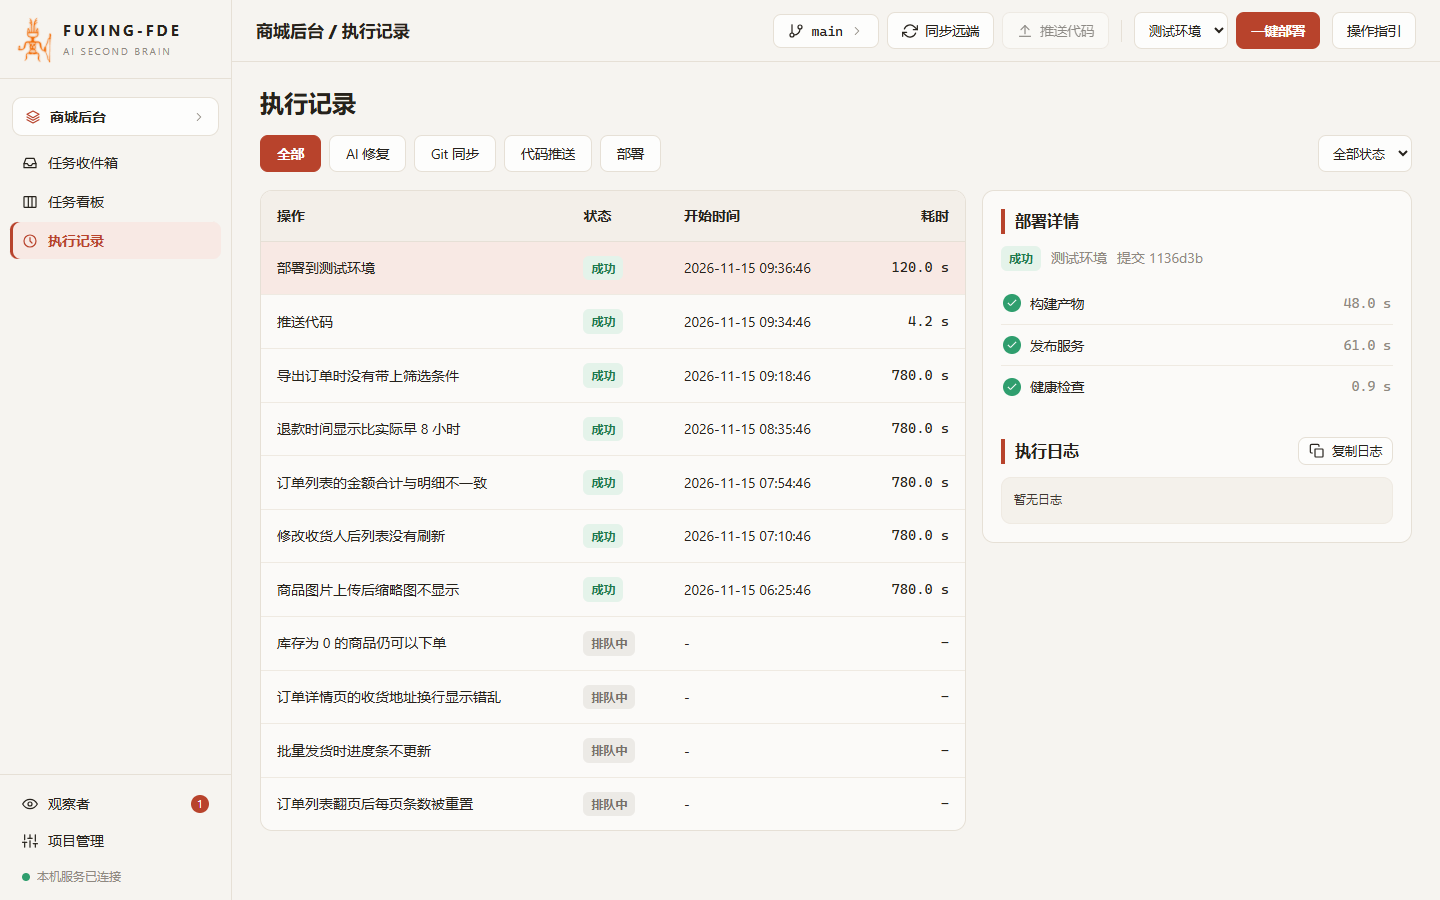 FUXING-FDE
AI SECOND BRAIN
商城后台
任务收件箱
任务看板
执行记录
观察者 1
项目管理
本机服务已连接
商城后台 / 执行记录 main 同步远端 推送代码 测试环境 一键部署 操作指引
执行记录
全部 AI 修复 Git 同步 代码推送 部署 全部状态
操作 状态 开始时间 耗时
部署到测试环境 成功 2026-11-15 09:36:46 120.0 s
推送代码 成功 2026-11-15 09:34:46 4.2 s
导出订单时没有带上筛选条件 成功 2026-11-15 09:18:46 780.0 s
退款时间显示比实际早 8 小时 成功 2026-11-15 08:35:46 780.0 s
订单列表的金额合计与明细不一致 成功 2026-11-15 07:54:46 780.0 s
修改收货人后列表没有刷新 成功 2026-11-15 07:10:46 780.0 s
商品图片上传后缩略图不显示 成功 2026-11-15 06:25:46 780.0 s
库存为 0 的商品仍可以下单 排队中 - –
订单详情页的收货地址换行显示错乱 排队中 - –
批量发货时进度条不更新 排队中 - –
订单列表翻页后每页条数被重置 排队中 - –
部署详情
成功 测试环境 提交 1136d3b
构建产物 48.0 s
发布服务 61.0 s
健康检查 0.9 s
执行日志 复制日志
暂无日志